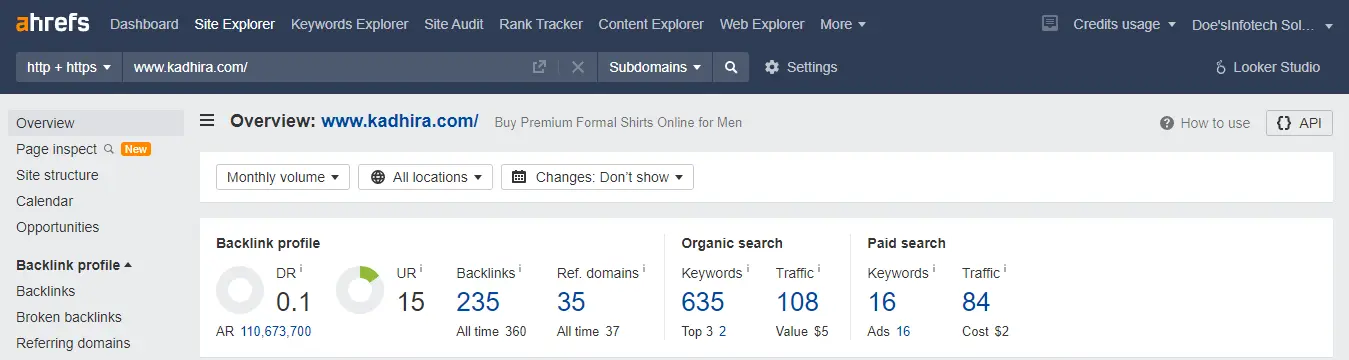 ahrefs Dashboard Site Explorer Keywords Explorer Site Audit Rank Tracker Content Explorer Web Explorer More Credits usage Doe'sInfotech Sol...
http + https www.kadhira.com/ Subdomains Settings Looker Studio
Overview
Page inspect New
Site structure
Calendar
Opportunities
Backlink profile
Backlinks
Broken backlinks
Referring domains
Overview: www.kadhira.com/ Buy Premium Formal Shirts Online for Men How to use {} API
Monthly volume All locations Changes: Don't show
Backlink profile
DR i 0.1
AR 110,673,700
UR i 15
Backlinks i
235
All time 360
Ref. domains i
35
All time 37
Organic search
Keywords i
635
Top 3 2
Traffic i
108
Value $5
Paid search
Keywords i
16
Ads 16
Traffic i
84
Cost $2